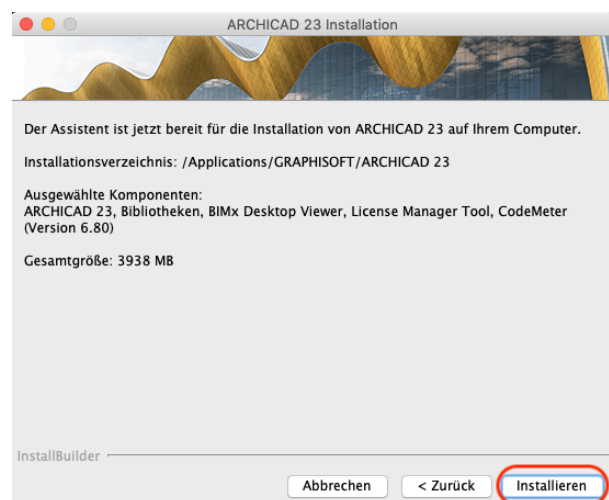 ARCHICAD 23 Installation
Der Assistent ist jetzt bereit für die Installation von ARCHICAD 23 auf Ihrem Computer.
Installationsverzeichnis: /Applications/GRAPHISOFT/ARCHICAD 23
Ausgewählte Komponenten:
ARCHICAD 23, Bibliotheken, BIMx Desktop Viewer, License Manager Tool, CodeMeter
(Version 6.80)
Gesamtgröße: 3938 MB
InstallBuilder
Abbrechen < Zurück Installieren